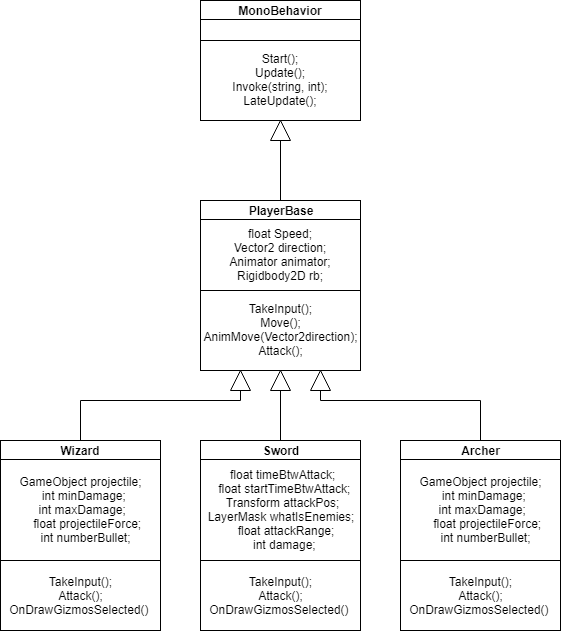 MonoBehavior
Start();
Update();
Invoke(string, int);
LateUpdate();
PlayerBase
float Speed;
Vector2 direction;
Animator animator;
Rigidbody2D rb;
TakeInput();
Move();
AnimMove(Vector2direction);
Attack();
Wizard
GameObject projectile;
int minDamage;
int maxDamage;
float projectileForce;
int numberBullet;
TakeInput();
Attack();
OnDrawGizmosSelected()
Sword
float timeBtwAttack;
float startTimeBtwAttack;
Transform attackPos;
LayerMask whatIsEnemies;
float attackRange;
int damage;
TakeInput();
Attack();
OnDrawGizmosSelected()
Archer
GameObject projectile;
int minDamage;
int maxDamage;
float projectileForce;
int numberBullet;
TakeInput();
Attack();
OnDrawGizmosSelected()